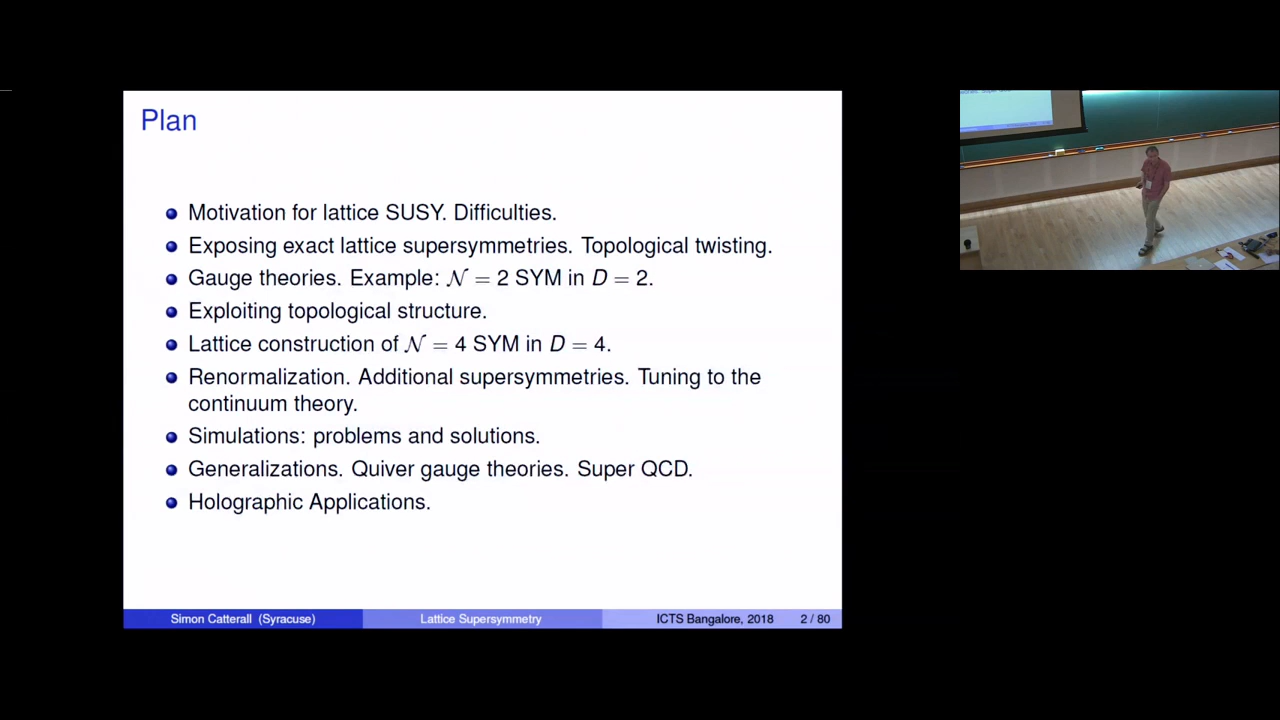 Plan
Motivation for lattice SUSY. Difficulties.
Exposing exact lattice supersymmetries. Topological twisting.
Gauge theories. Example: 𝒩 = 2 SYM in D = 2.
Exploiting topological structure.
Lattice construction of 𝒩 = 4 SYM in D = 4.
Renormalization. Additional supersymmetries. Tuning to the
continuum theory.
Simulations: problems and solutions.
Generalizations. Quiver gauge theories. Super QCD.
Holographic Applications.
Simon Catterall (Syracuse) Lattice Supersymmetry ICTS Bangalore, 2018 2 / 80